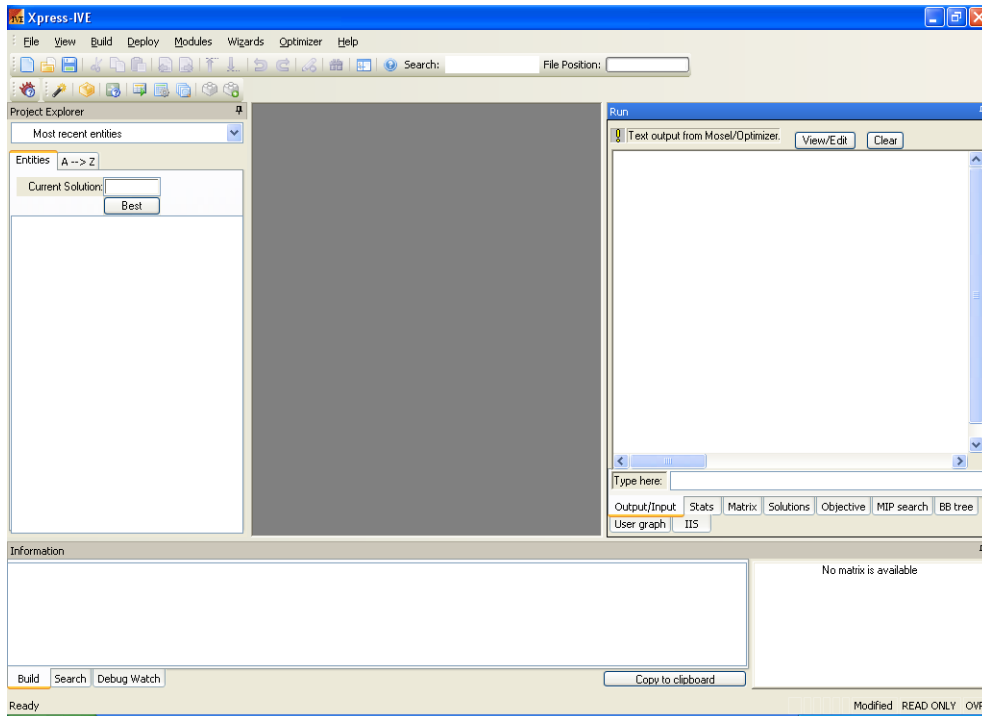 Xpress-IVE
File View Build Deploy Modules Wizards Optimizer Help
Search: File Position:
Project Explorer
Most recent entities
Entities A --> Z
Current Solution:
Best
Run
Text output from Mosel/Optimizer. View/Edit Clear
Type here:
Output/Input Stats Matrix Solutions Objective MIP search BB tree
User graph IIS
Information
No matrix is available
Build Search Debug Watch
Copy to clipboard
Ready
Modified READ ONLY OVR